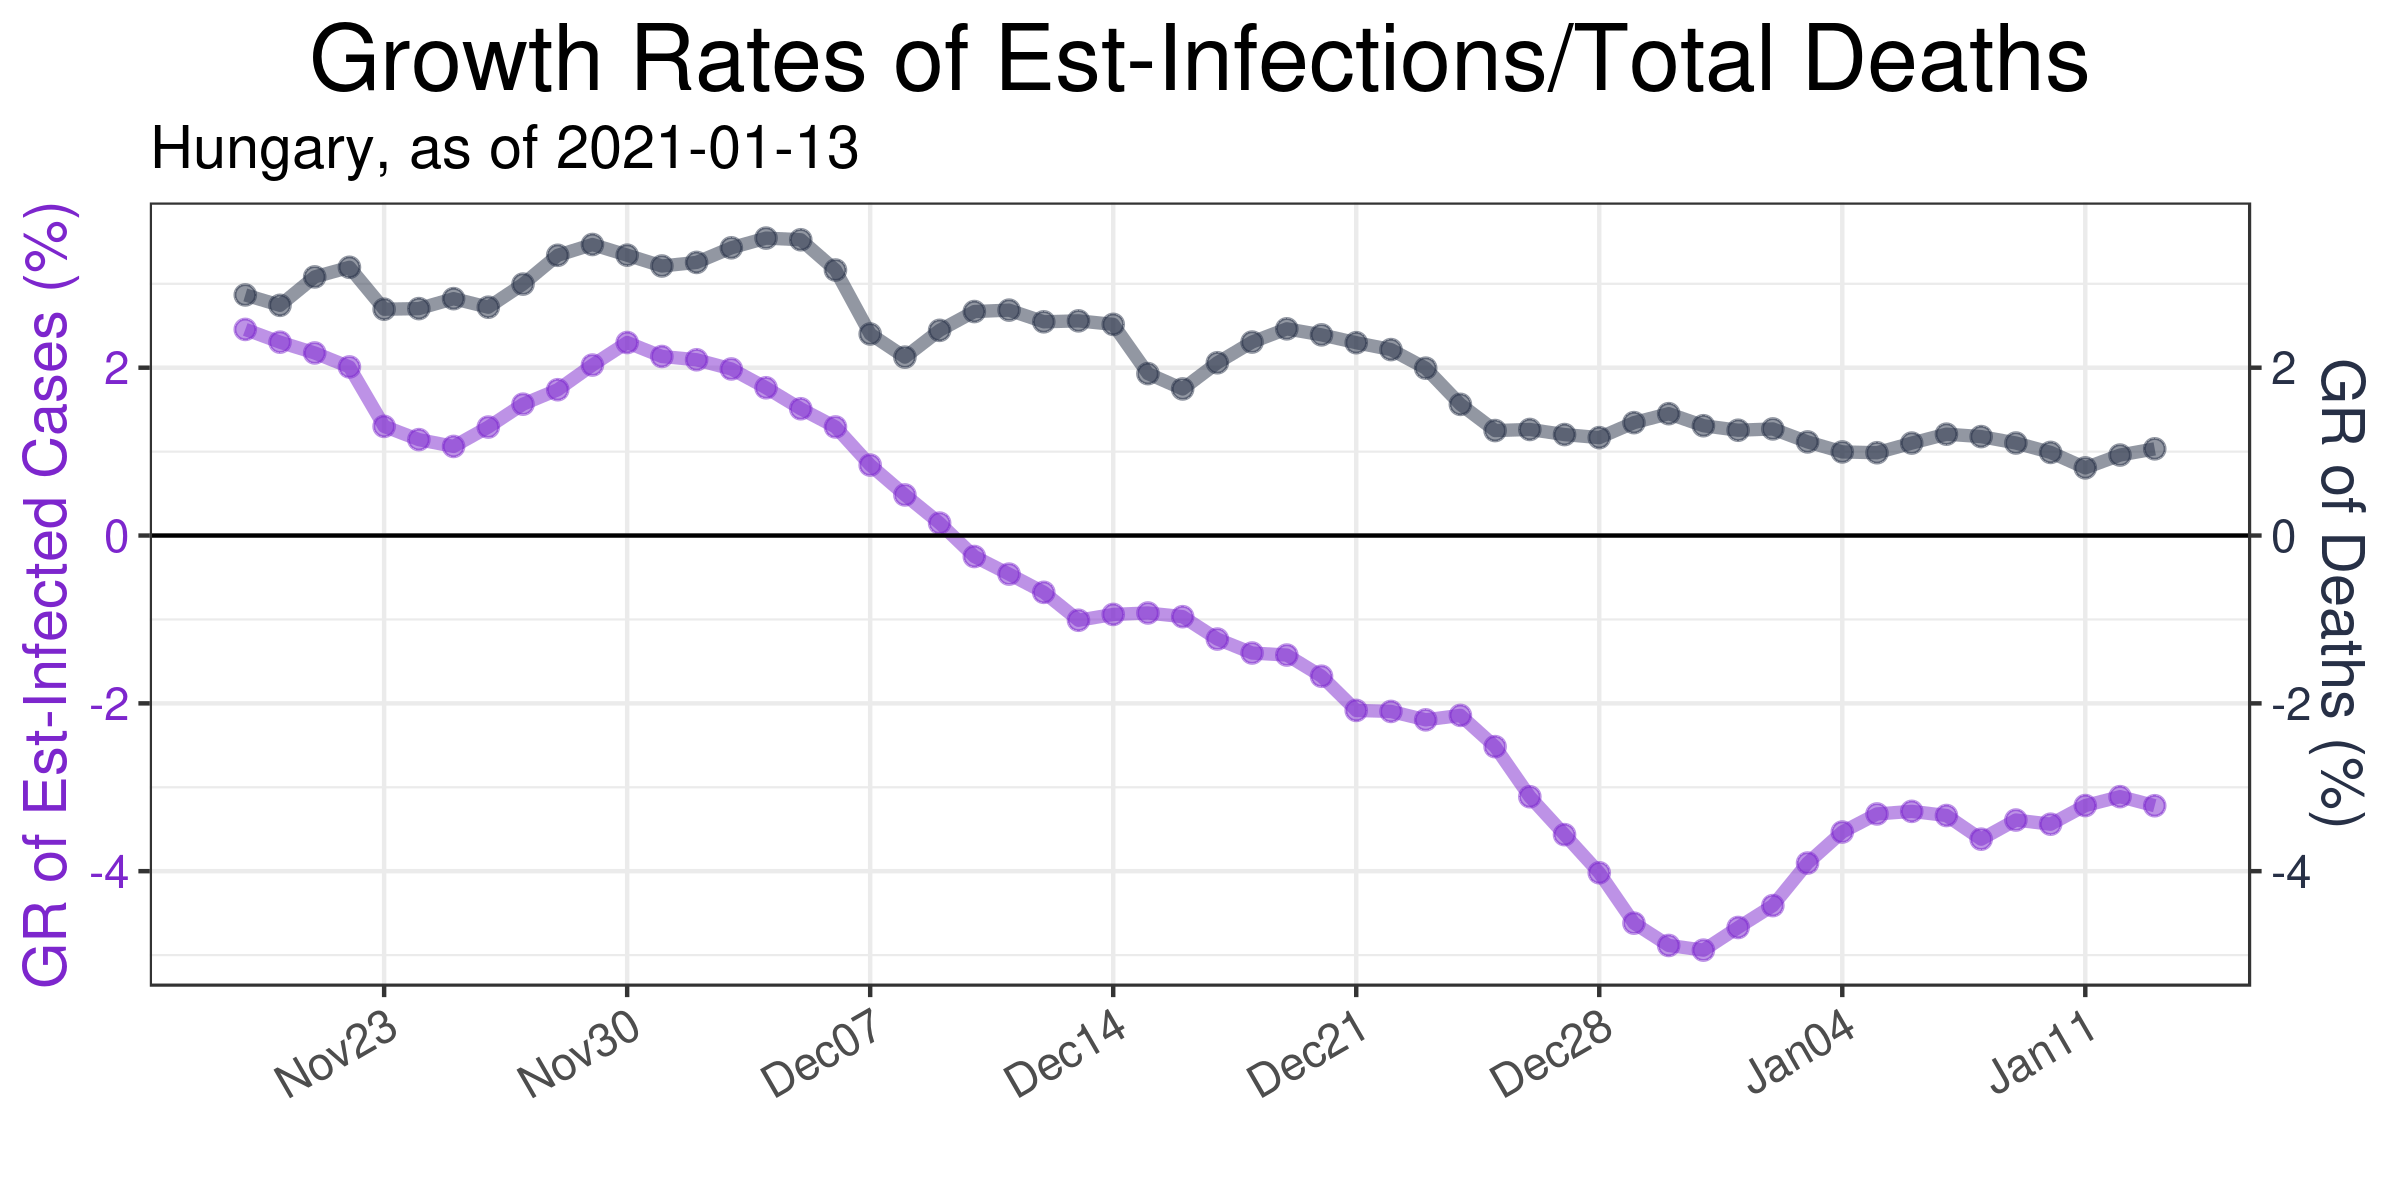 Growth Rates of Est-Infections/Total Deaths
Hungary, as of 2021-01-13
GR of Est-Infected Cases (%)
2
0
-2
-4
2
0
-2
-4
GR of Deaths (%)
Nov23
Nov30
Dec07
Dec14
Dec21
Dec28
Jan04
Jan11